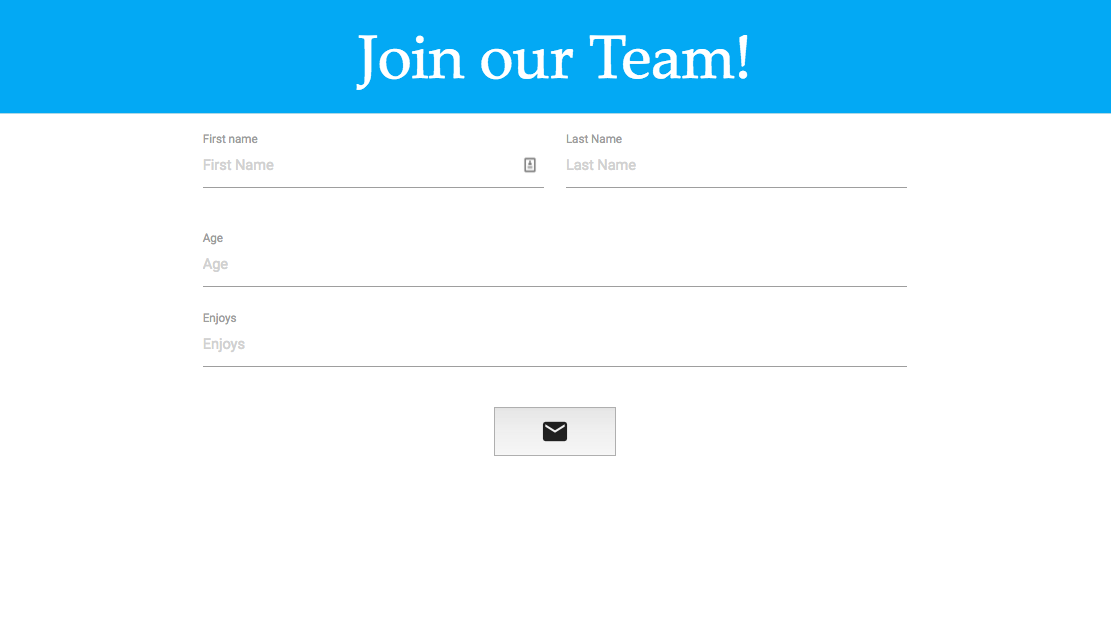 Join our Team!
First name Last Name
First Name Last Name
Age
Age
Enjoys
Enjoys